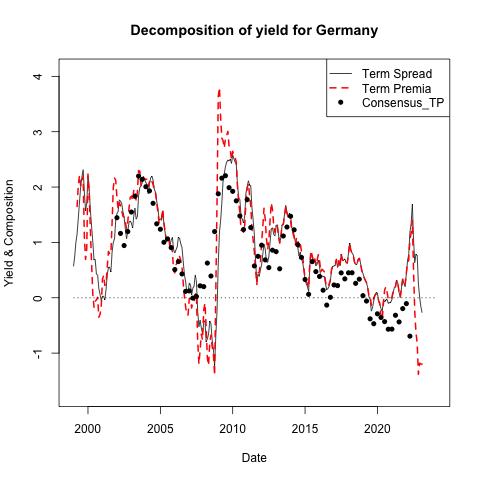 Decomposition of yield for Germany
Term Spread
Term Premia
Consensus_TP
Yield & Composition
4
3
2
1
0
−1
2000
2005
2010
2015
2020
Date